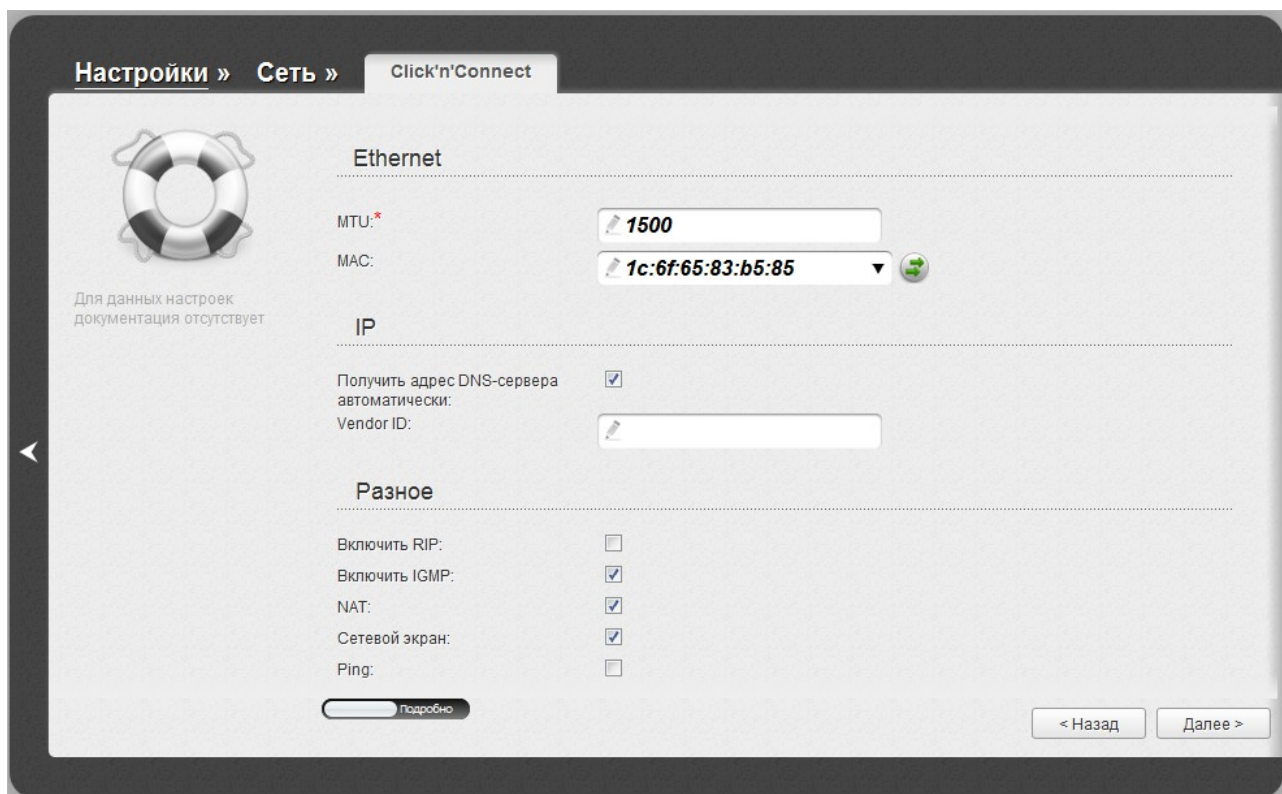 Настройки » Сеть » Click'n'Connect
Для данных настроек
документация отсутствует
Ethernet
MTU:* 1500
MAC: 1c:6f:65:83:b5:85
IP
Получить адрес DNS-сервера
автоматически:
Vendor ID:
Разное
Включить RIP:
Включить IGMP:
NAT:
Сетевой экран:
Ping:
Подробно
< Назад Далее >